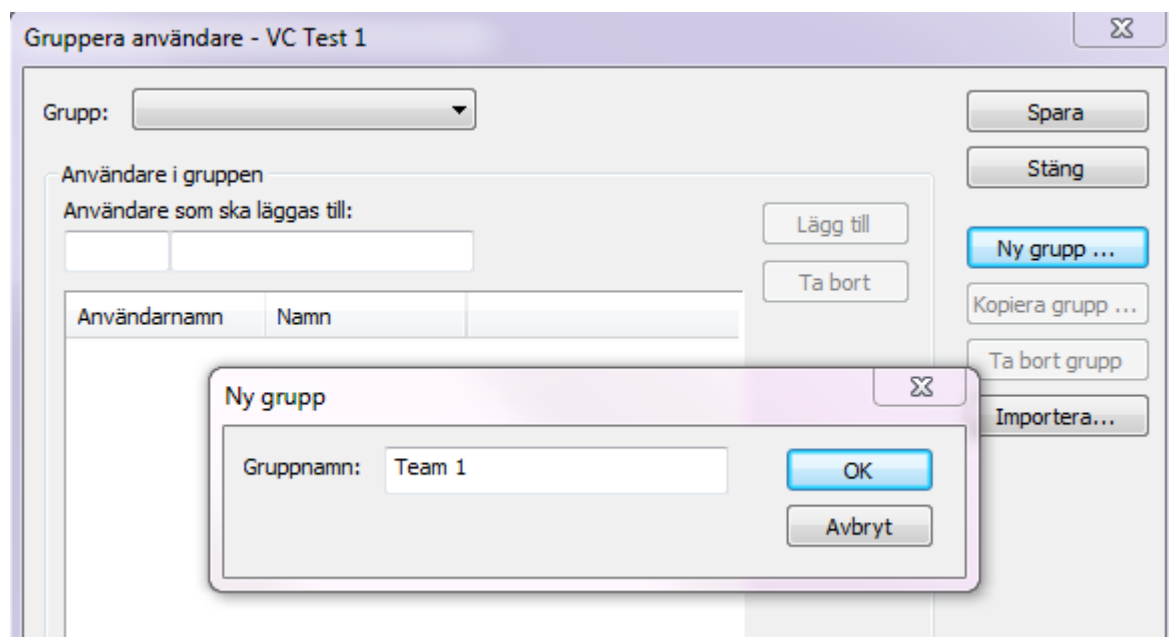 Gruppera användare - VC Test 1
Grupp:
Spara
Stäng
Användare i gruppen
Användare som ska läggas till:
Lägg till
Ny grupp ...
Ta bort
Kopiera grupp ...
Användarnamn Namn
Ta bort grupp
Ny grupp
Importera...
Gruppnamn: Team 1
OK
Avbryt